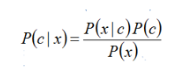 P(c|x) = P(x|c)P(c) / P(x)